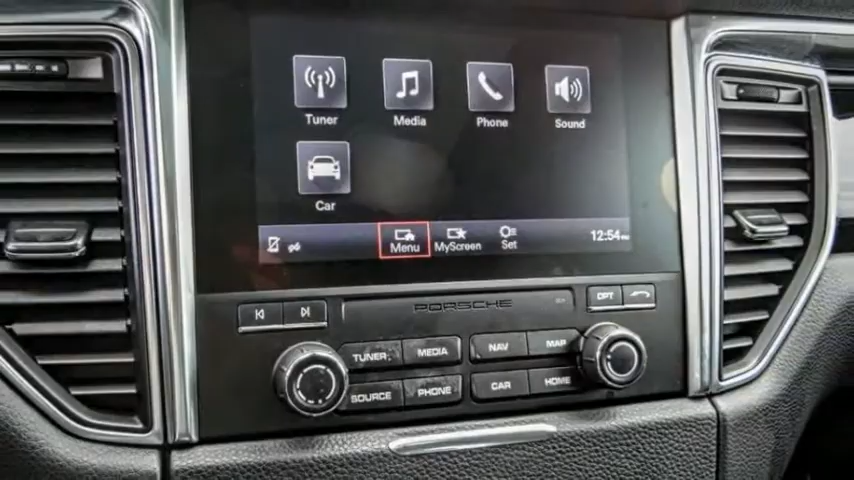 Tuner Media Phone Sound
Car
Menu MyScreen Set 12:54 PM
PORSCHE
OPT
TUNER MEDIA NAV MAP
SOURCE PHONE CAR HOME